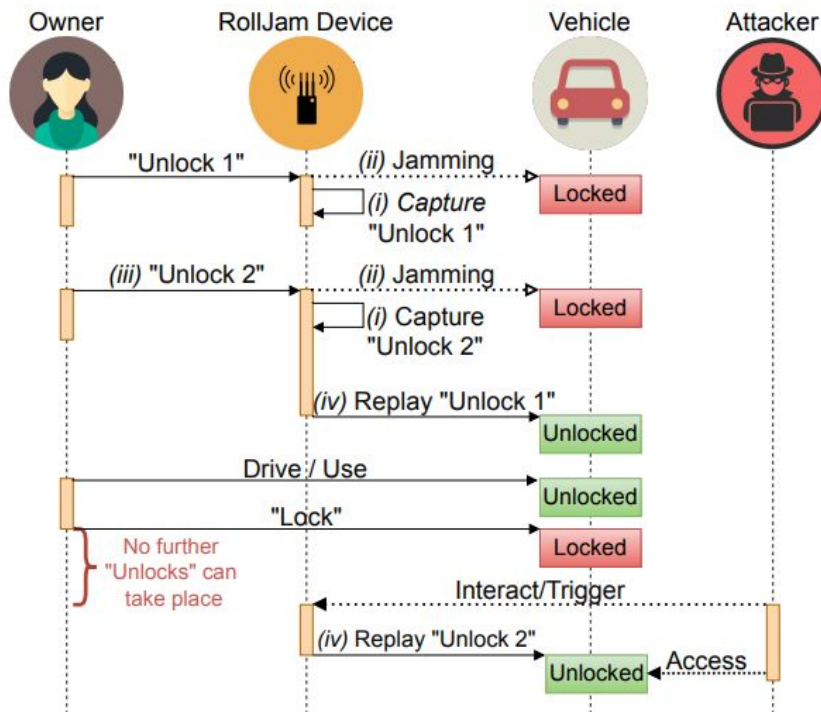 Owner
RollJam Device
Vehicle
Attacker
"Unlock 1"
(ii) Jamming
Locked
(i) Capture
"Unlock 1"
(iii) "Unlock 2"
(ii) Jamming
Locked
(i) Capture
"Unlock 2"
(iv) Replay "Unlock 1"
Unlocked
Drive / Use
Unlocked
"Lock"
Locked
No further
"Unlocks" can
take place
Interact/Trigger
(iv) Replay "Unlock 2"
Unlocked
Access